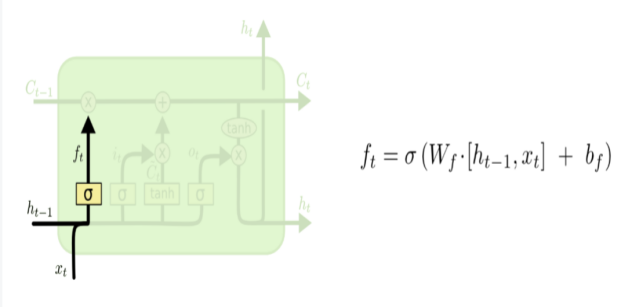 h_t
C_{t-1}
C_t
x
+
tanh
f_t
i_t
x
o_t
x
C̃_t
σ
σ
tanh
σ
h_{t-1}
h_t
x_t
f_t = σ(W_f·[h_{t-1}, x_t] + b_f)